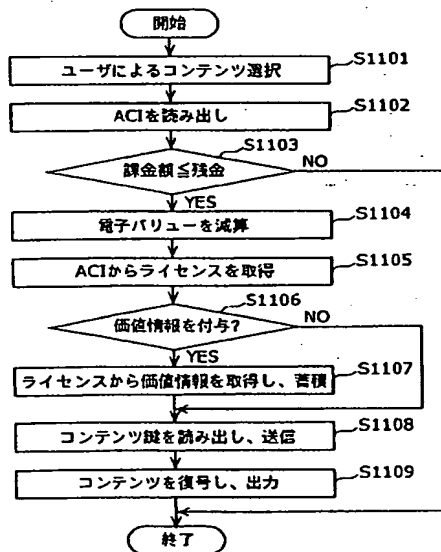 開始
ユーザによるコンテンツ選択
S1101
ACIを読み出し
S1102
課金額≦残金
S1103
NO
YES
電子バリューを減算
S1104
ACIからライセンスを取得
S1105
価値情報を付与?
S1106
NO
YES
ライセンスから価値情報を取得し、蓄積
S1107
コンテンツ鍵を読み出し、送信
S1108
コンテンツを復号し、出力
S1109
終了